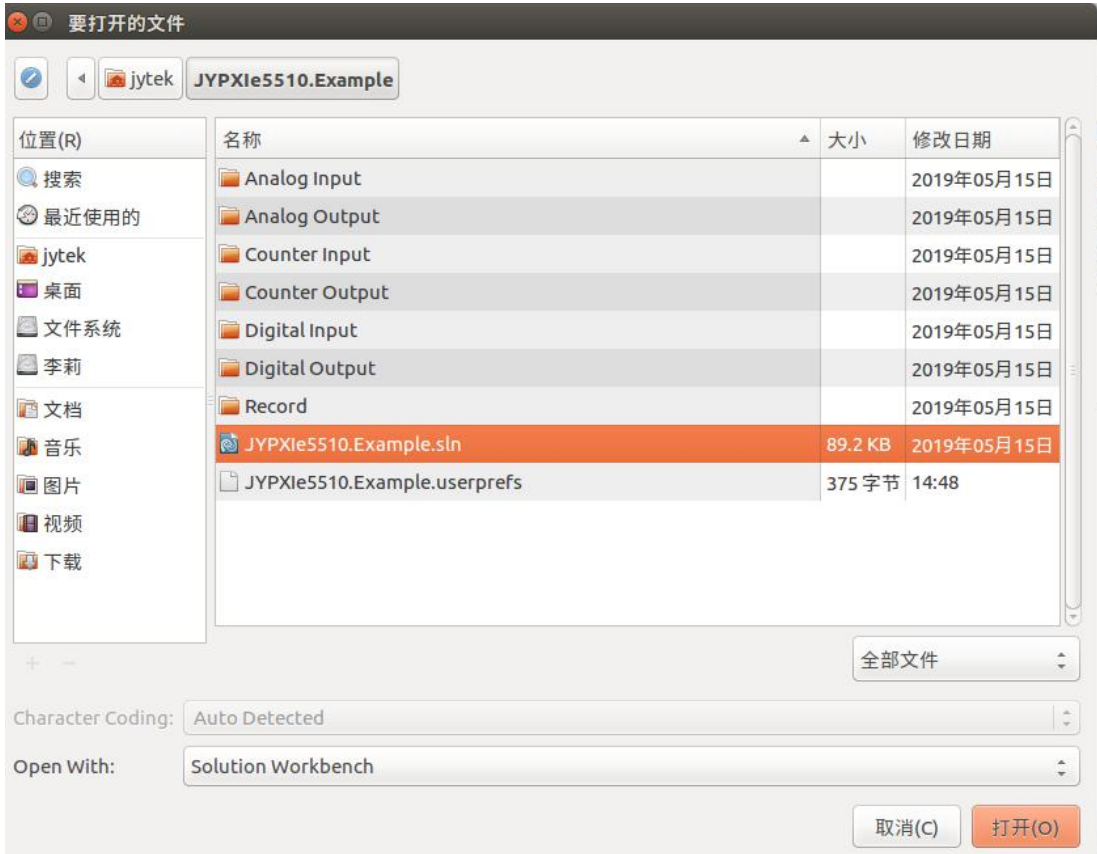 要打开的文件
jytek JYPXIe5510.Example
位置(R)
搜索
最近使用的
jytek
桌面
文件系统
李莉
文档
音乐
图片
视频
下载
名称 大小 修改日期
Analog Input 2019年05月15日
Analog Output 2019年05月15日
Counter Input 2019年05月15日
Counter Output 2019年05月15日
Digital Input 2019年05月15日
Digital Output 2019年05月15日
Record 2019年05月15日
JYPXIe5510.Example.sln 89.2 KB 2019年05月15日
JYPXIe5510.Example.userprefs 375 字节 14:48
全部文件
Character Coding: Auto Detected
Open With: Solution Workbench
取消(C) 打开(O)